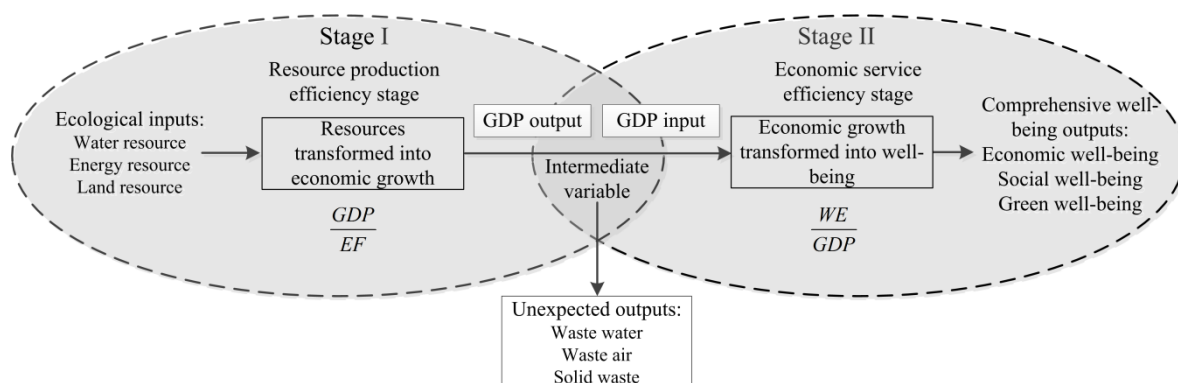 Stage I
Resource production
efficiency stage
Ecological inputs:
Water resource
Energy resource
Land resource
Resources
transformed into
economic growth
GDP
EF
GDP output
GDP input
Intermediate
variable
Stage II
Economic service
efficiency stage
Economic growth
transformed into well-
being
WE
GDP
Comprehensive well-
being outputs:
Economic well-being
Social well-being
Green well-being
Unexpected outputs:
Waste water
Waste air
Solid waste